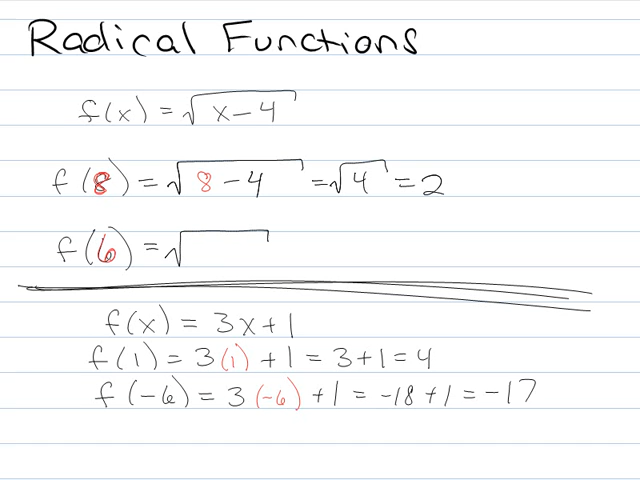 Radical Functions
f(x) = √(x-4)
f(8) = √(8-4) = √4 = 2
f(6) = √
f(x) = 3x+1
f(1) = 3(1) + 1 = 3+1 = 4
f(-6) = 3(-6) + 1 = -18+1 = -17